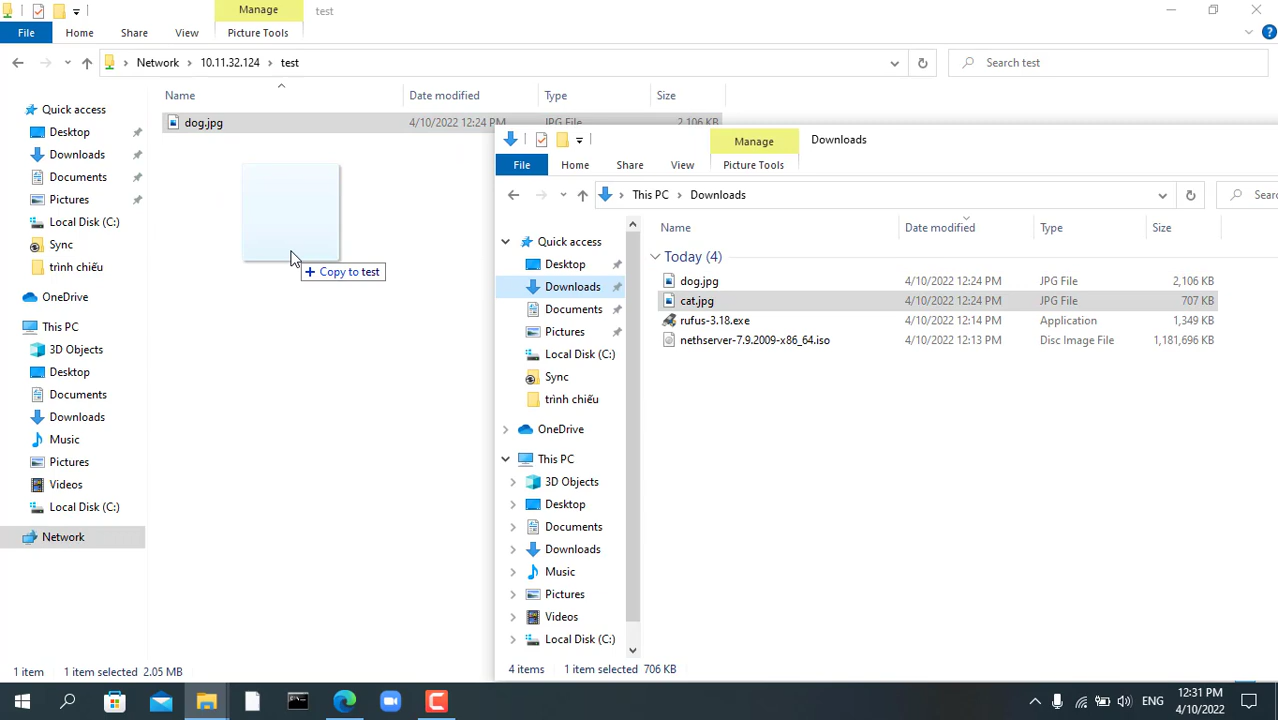 Manage
test
File
Home
Share
View
Picture Tools
Network > 10.11.32.124 > test
Search test
Name
Date modified
Type
Size
dog.jpg
4/10/2022 12:24 PM
JPG File
2,106 KB
Quick access
Desktop
Downloads
Documents
Pictures
Local Disk (C:)
Sync
trình chiếu
OneDrive
This PC
3D Objects
Desktop
Documents
Downloads
Music
Pictures
Videos
Local Disk (C:)
Network
1 item
1 item selected 2.05 MB
+ Copy to test
Manage
Downloads
File
Home
Share
View
Picture Tools
This PC > Downloads
Sear
Name
Date modified
Type
Size
Today (4)
dog.jpg 4/10/2022 12:24 PM JPG File 2,106 KB
cat.jpg 4/10/2022 12:24 PM JPG File 707 KB
rufus-3.18.exe 4/10/2022 12:14 PM Application 1,349 KB
nethserver-7.9.2009-x86_64.iso 4/10/2022 12:13 PM Disc Image File 1,181,696 KB
Quick access
Desktop
Downloads
Documents
Pictures
Local Disk (C:)
Sync
trình chiếu
OneDrive
This PC
3D Objects
Desktop
Documents
Downloads
Music
Pictures
Videos
Local Disk (C:)
4 items
1 item selected 706 KB
ENG
12:31 PM
4/10/2022